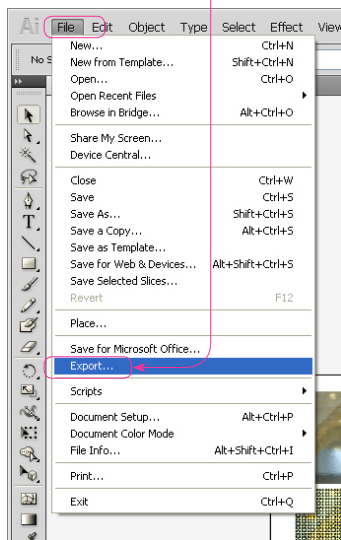 Ai File Edit Object Type Select Effect View
No S
New... Ctrl+N
New from Template... Shift+Ctrl+N
Open... Ctrl+O
Open Recent Files
Browse in Bridge... Alt+Ctrl+O
Share My Screen...
Device Central...
Close Ctrl+W
Save Ctrl+S
Save As... Shift+Ctrl+S
Save a Copy... Alt+Ctrl+S
Save as Template...
Save for Web & Devices... Alt+Shift+Ctrl+S
Save Selected Slices...
Revert F12
Place...
Save for Microsoft Office...
Export...
Scripts
Document Setup... Alt+Ctrl+P
Document Color Mode
File Info... Alt+Shift+Ctrl+I
Print... Ctrl+P
Exit Ctrl+Q